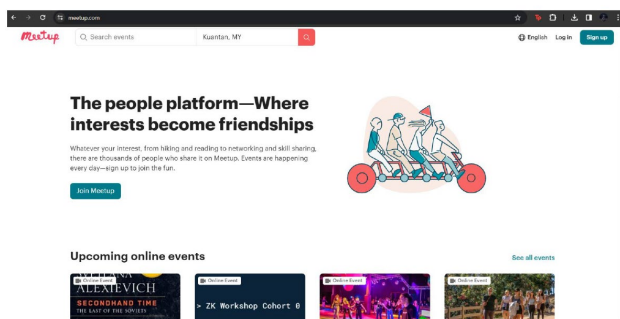 meetup.com
Meetup
Search events
Kuantan, MY
English
Log in
Sign up
The people platform—Where
interests become friendships
Whatever your interest, from hiking and reading to networking and skill sharing,
there are thousands of people who share it on Meetup. Events are happening
every day—sign up to join the fun.
Join Meetup
Upcoming online events
See all events
Online Event
ALEXIEVICH
SECONDHAND TIME
THE LAST OF THE SOVIETS
Online Event
> ZK Workshop Cohort 0
Online Event
Online Event